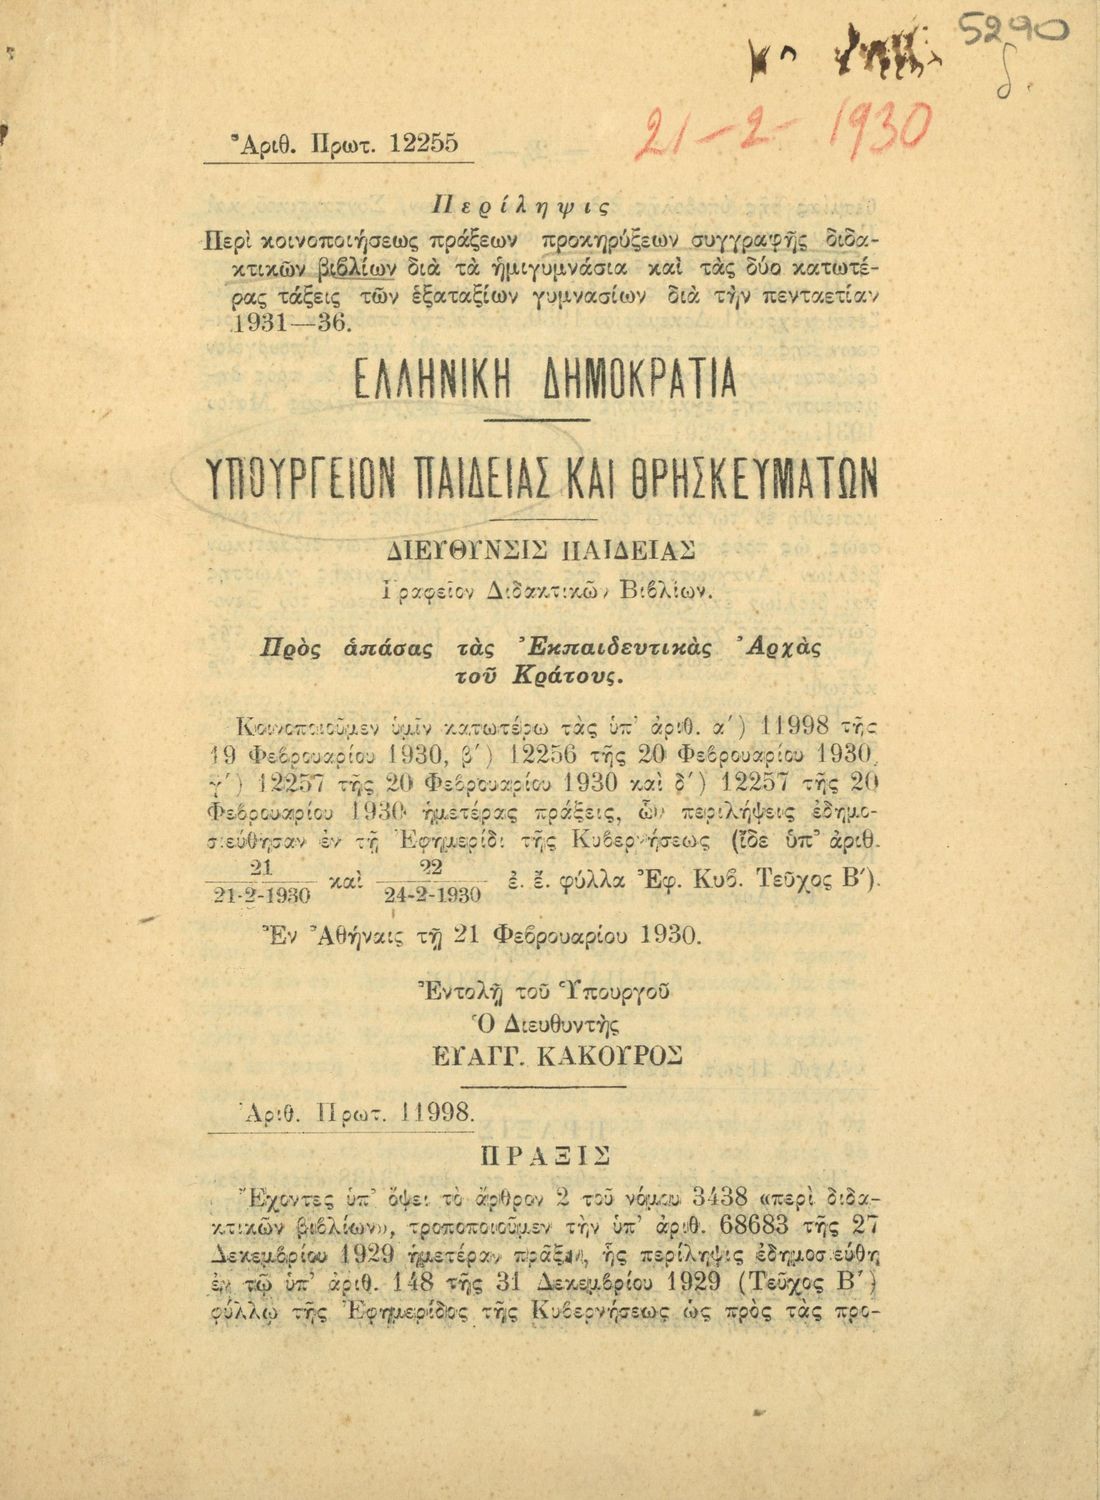 5290
δ.
21-2-1930
Ἀριθ. Πρωτ. 12255
Περίληψις
Περὶ κοινοποιήσεως πράξεων προκηρύξεων συγγραφῆς διδα-
κτικῶν βιβλίων διὰ τὰ ἡμιγυμνάσια καὶ τὰς δύο κατωτέ-
ρας τάξεις τῶν ἑξαταξίων γυμνασίων διὰ τὴν πενταετίαν
1931—36.
ΕΛΛΗΝΙΚΗ ΔΗΜΟΚΡΑΤΙΑ
ΥΠΟΥΡΓΕΙΟΝ ΠΑΙΔΕΙΑΣ ΚΑΙ ΘΡΗΣΚΕΥΜΑΤΩΝ
ΔΙΕΥΘΥΝΣΙΣ ΠΑΙΔΕΙΑΣ
Γραφεῖον Διδακτικῶν Βιβλίων.
Πρὸς ἁπάσας τὰς Ἐκπαιδευτικὰς Ἀρχὰς
τοῦ Κράτους.
Κοινοποιοῦμεν ὑμῖν κατωτέρω τὰς ὑπ' ἀριθ. α') 11998 τῆς
19 Φεβρουαρίου 1930, β') 12256 τῆς 20 Φεβρουαρίου 1930,
γ') 12257 τῆς 20 Φεβρουαρίου 1930 καὶ δ') 12257 τῆς 20
Φεβρουαρίου 1930 ἡμετέρας πράξεις, ὧν περιλήψεις ἐδημο-
σιεύθησαν ἐν τῇ Ἐφημερίδι τῆς Κυβερνήσεως (ἴδε ὑπ' ἀριθ.
21 22
21-2-1930 καὶ 24-2-1930 ἐ. ἔ. φύλλα Ἐφ. Κυβ. Τεῦχος Β').
Ἐν Ἀθήναις τῇ 21 Φεβρουαρίου 1930.
Ἐντολῇ τοῦ Ὑπουργοῦ
Ὁ Διευθυντὴς
ΕΥΑΓΓ. ΚΑΚΟΥΡΟΣ
Ἀριθ. Πρωτ. 11998.
ΠΡΑΞΙΣ
Ἔχοντες ὑπ' ὄψει τὸ ἄρθρον 2 τοῦ νόμου 3438 «περὶ διδα-
κτικῶν βιβλίων», τροποποιοῦμεν τὴν ὑπ' ἀριθ. 68683 τῆς 27
Δεκεμβρίου 1929 ἡμετέραν πρᾶξιν, ἧς περίληψις ἐδημοσιεύθη
ἐν τῷ ὑπ' ἀριθ. 148 τῆς 31 Δεκεμβρίου 1929 (Τεῦχος Β')
φύλλῳ τῆς Ἐφημερίδος τῆς Κυβερνήσεως ὡς πρὸς τὰς προ-